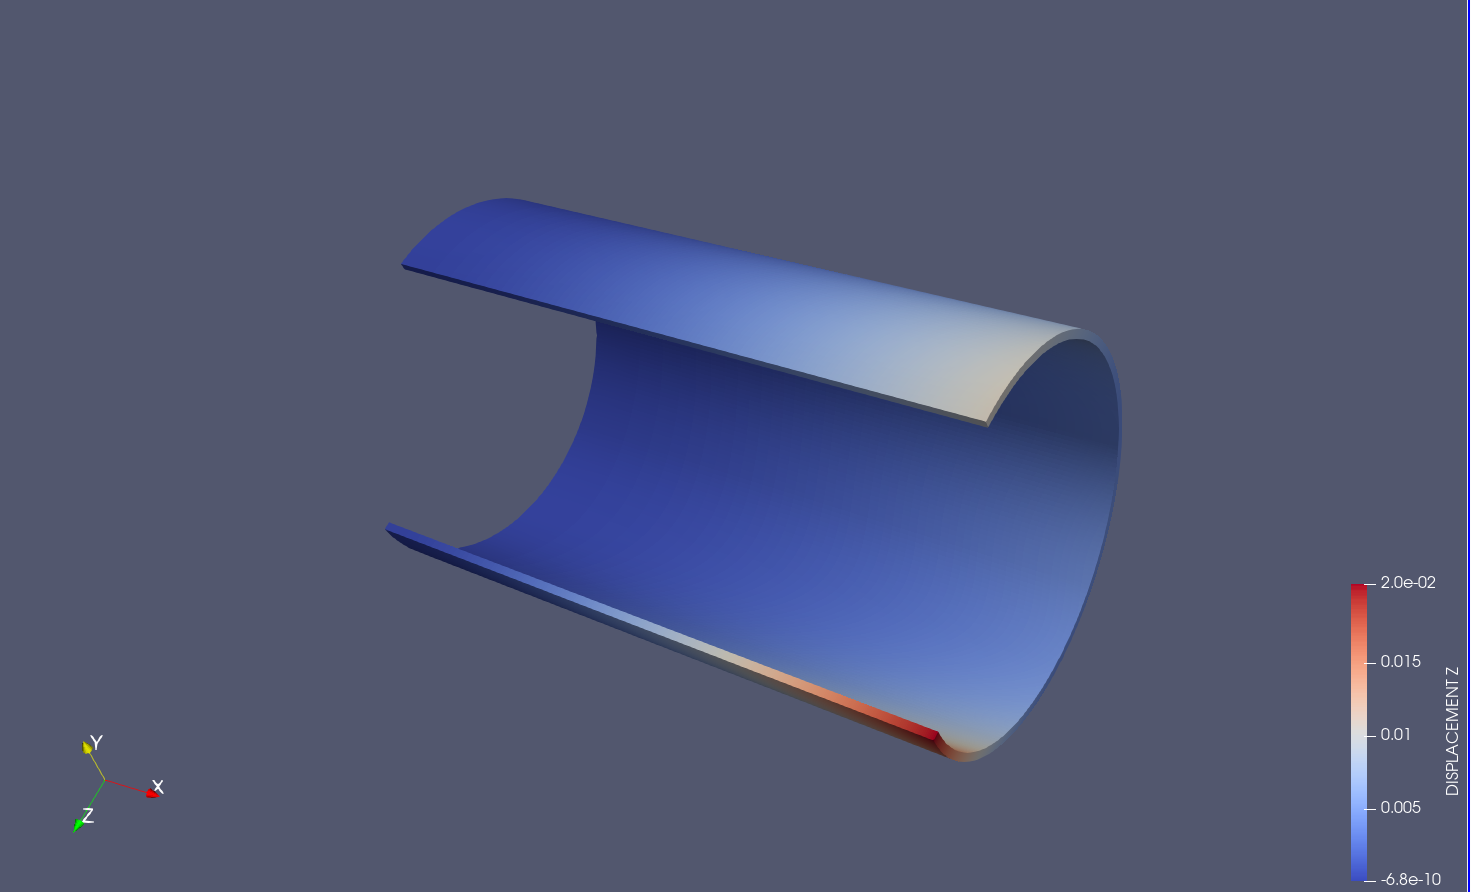 2.0e-02
0.015
0.01
0.005
-6.8e-10
DISPLACEMENT Z
Y
X
Z